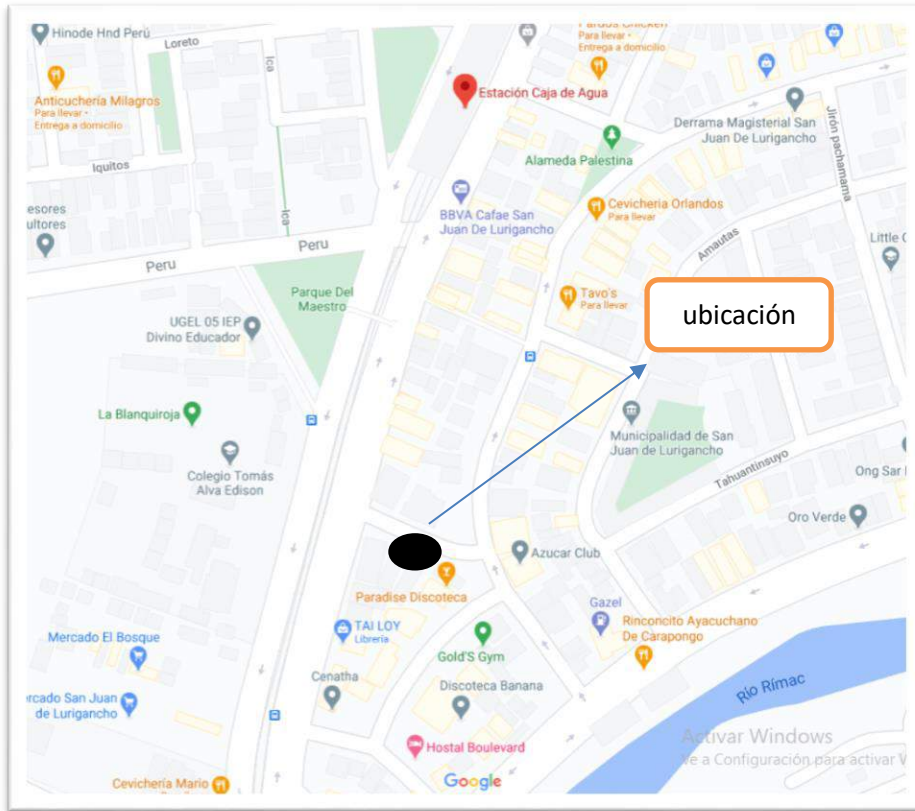 Hinode Hnd Perú
Loreto
Ica
Pardos Chicken
Para llevar •
Entrega a domicilio
Anticuchería Milagros
Para llevar •
Entrega a domicilio
Estación Caja de Agua
Derrama Magisterial San
Juan De Lurigancho
Jirón pachamama
Iquitos
Alameda Palestina
esores
ultores
Ica
BBVA Cafae San
Juan De Lurigancho
Cevicheria Orlandos
Para llevar
Amautas
Little
Peru
Peru
Parque Del
Maestro
Tavo's
Para llevar
ubicación
UGEL 05 IEP
Divino Educador
La Blanquiroja
Municipalidad de San
Juan de Lurigancho
Colegio Tomás
Alva Edison
Tahuantinsuyo
Ong Sar
Oro Verde
Azucar Club
Paradise Discoteca
Gazel
TAI LOY
Librería
Rinconcito Ayacuchano
De Carapongo
Mercado El Bosque
Gold'S Gym
Cenatha
Discoteca Banana
Río Rímac
rcado San Juan
de Lurigancho
Hostal Boulevard
Activar Windows
Ve a Configuración para activar V
Cevichería Mario
Google